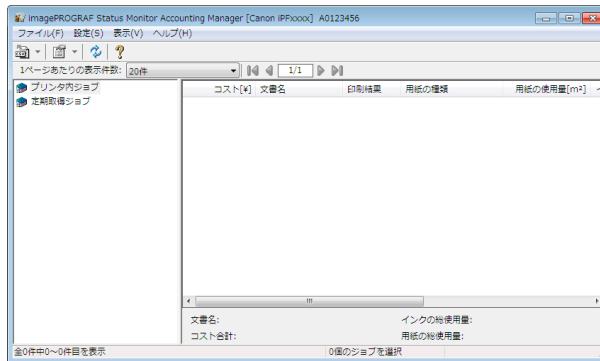 imagePROGRAF Status Monitor Accounting Manager [Canon iPFxxxx] A0123456
ファイル(F) 設定(S) 表示(V) ヘルプ(H)
1ページあたりの表示件数: 20件 1/1
プリンタ内ジョブ
定期取得ジョブ
コスト[¥] 文書名 印刷結果 用紙の種類 用紙の使用量[m²]
文書名: インクの総使用量:
コスト合計: 用紙の総使用量:
全0件中0～0件目を表示 0個のジョブを選択